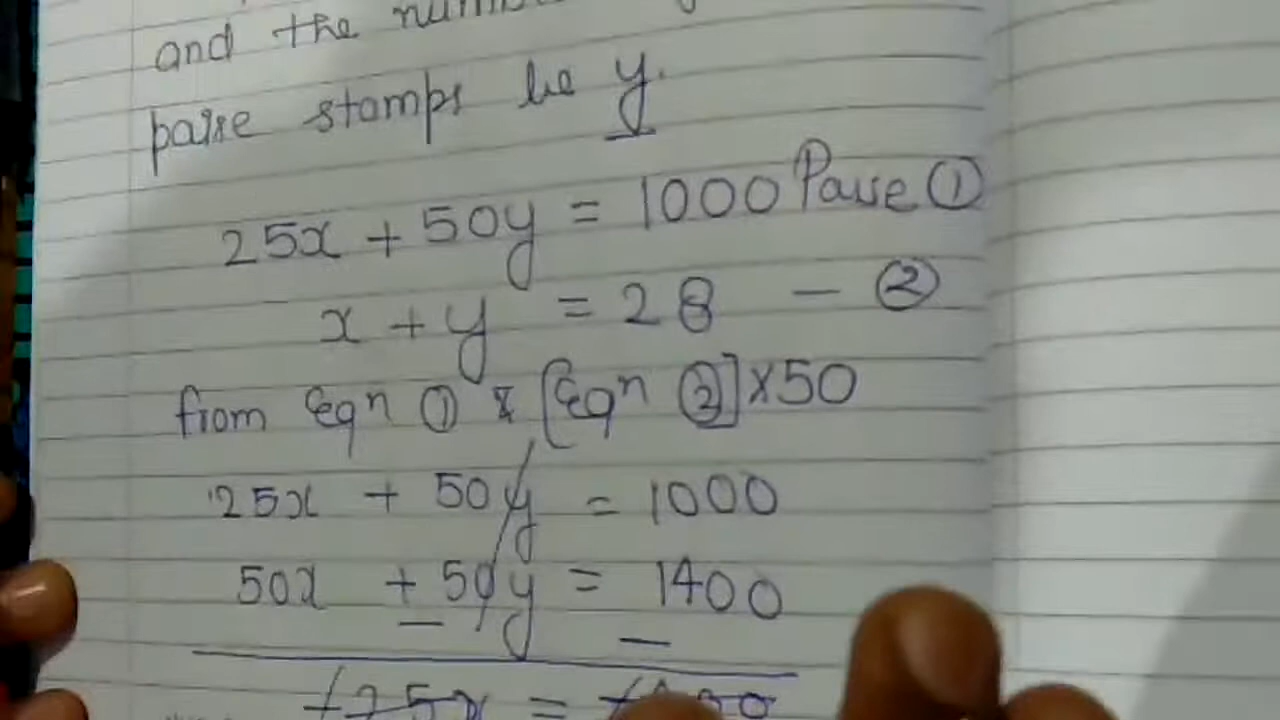 and the
paise stamps be y.
25x + 50y = 1000 Paise ①
x + y = 28 — ②
from Eqn ① & [Eqn ②]×50
25x + 50y = 1000
50x + 50y = 1400
— —
25x =